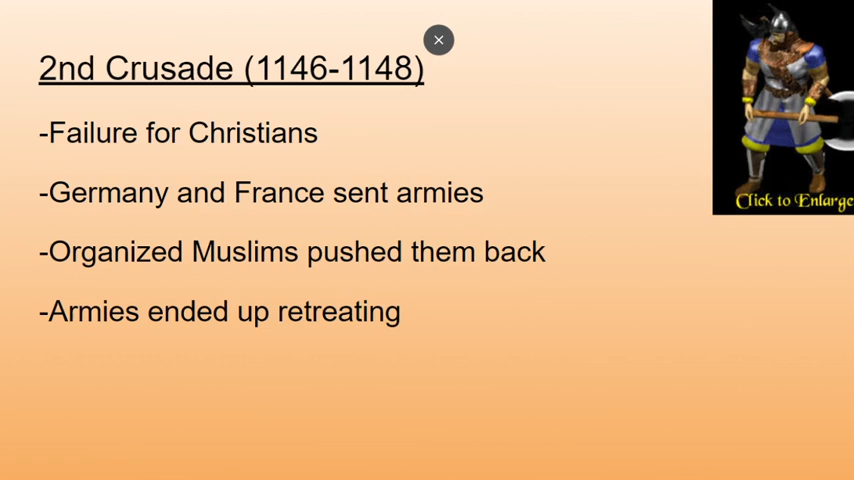 2nd Crusade (1146-1148)
-Failure for Christians
-Germany and France sent armies
-Organized Muslims pushed them back
-Armies ended up retreating
Click to Enlarge